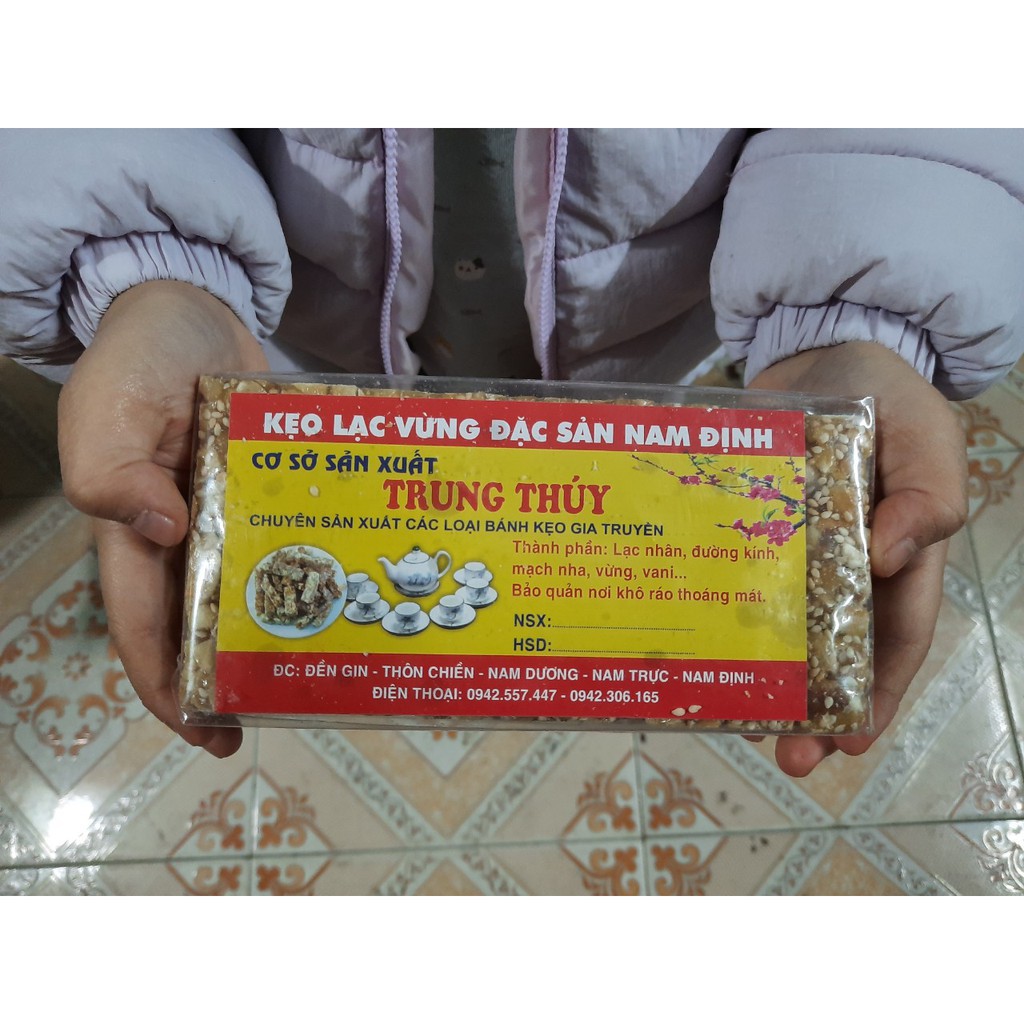 KẸO LẠC VỪNG ĐẶC SẢN NAM ĐỊNH
CƠ SỞ SẢN XUẤT
TRUNG THÚY
CHUYÊN SẢN XUẤT CÁC LOẠI BÁNH KẸO GIA TRUYỀN
Thành phần: Lạc nhân, đường kính,
mạch nha, vừng, vani...
Bảo quản nơi khô ráo thoáng mát.
NSX:
HSD:
ĐC: ĐỀN GIN - THÔN CHIỀN - NAM DƯƠNG - NAM TRỰC - NAM ĐỊNH
ĐIỆN THOẠI: 0942.557.447 - 0942.306.165